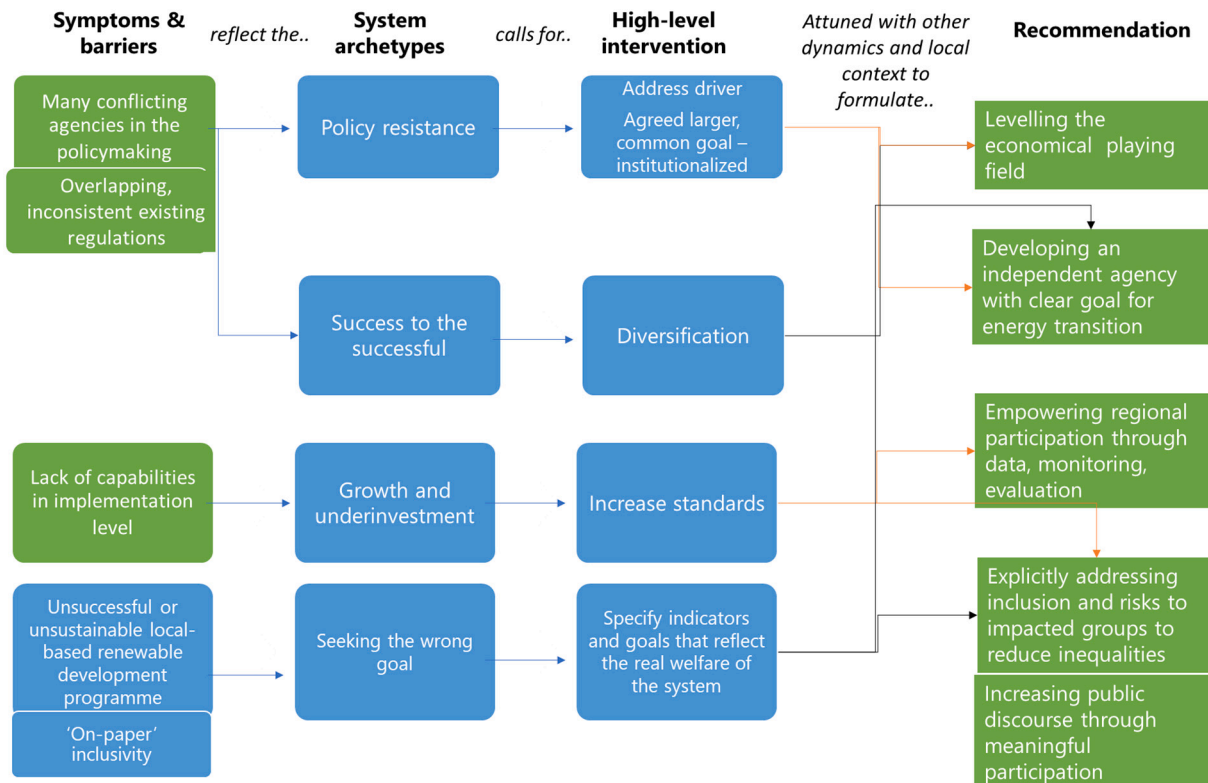 Symptoms &
barriers
reflect the..
System
archetypes
calls for..
High-level
intervention
Attuned with other
dynamics and local
context to
formulate..
Recommendation
Many conflicting
agencies in the
policymaking
Overlapping,
inconsistent existing
regulations
Policy resistance
Address driver
Agreed larger,
common goal –
institutionalized
Levelling the
economical playing
field
Success to the
successful
Diversification
Developing an
independent agency
with clear goal for
energy transition
Lack of capabilities
in implementation
level
Growth and
underinvestment
Increase standards
Empowering regional
participation through
data, monitoring,
evaluation
Unsuccessful or
unsustainable local-
based renewable
development
programme
'On-paper'
inclusivity
Seeking the wrong
goal
Specify indicators
and goals that reflect
the real welfare of
the system
Explicitly addressing
inclusion and risks to
impacted groups to
reduce inequalities
Increasing public
discourse through
meaningful
participation